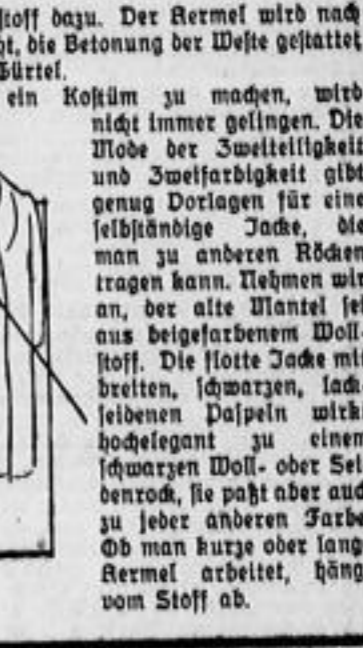 stoff dazu. Der Aermel wird nach
ht, die Betonung der Weste gestattet
Gürtel.
ein Kostüm zu machen, wird
nicht immer gelingen. Die
Mode der Zweiteiligkeit
und Zweifarbigkeit gibt
genug Vorlagen für eine
selbständige Jacke, die
man zu anderen Röcken
tragen kann. Nehmen wir
an, der alte Mantel sei
aus beigefarbenem Woll-
stoff. Die flotte Jacke mit
breiten, schwarzen, lack
seidenen Paspeln wirk
hochelegant zu einem
schwarzen Woll- oder Sei
denrock, sie paßt aber auch
zu jeder anderen Farbe
Ob man kurze oder lang
Aermel arbeitet, häng
vom Stoff ab.